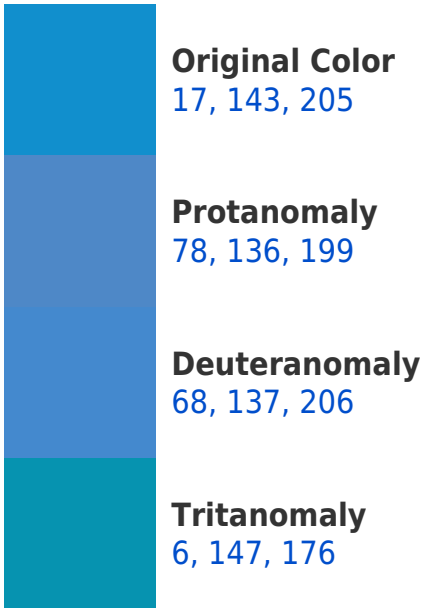 Original Color
17, 143, 205
Protanomaly
78, 136, 199
Deuteranomaly
68, 137, 206
Tritanomaly
6, 147, 176